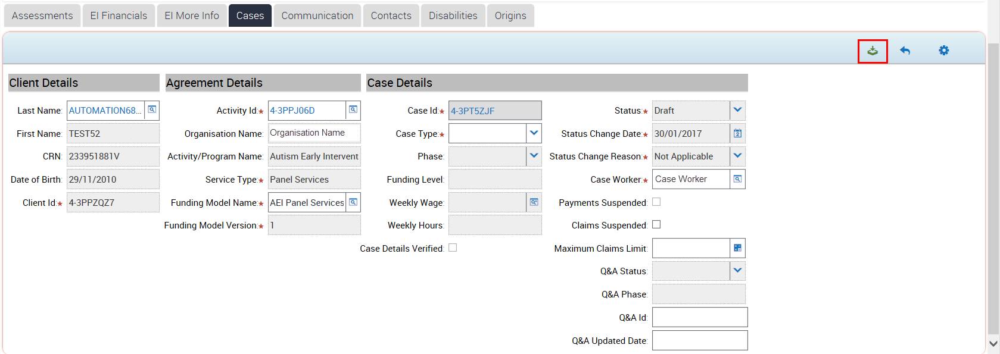 Assessments EI Financials EI More Info Cases Communication Contacts Disabilities Origins
Client Details Agreement Details Case Details
Last Name: AUTOMATION68... Activity Id:★ 4-3PPJ06D Case Id:★ 4-3PT5ZJF Status:★ Draft
First Name: TEST52 Organisation Name: Organisation Name Case Type:★ Status Change Date:★ 30/01/2017
CRN: 233951881V Activity/Program Name: Autism Early Intervent Phase: Status Change Reason:★ Not Applicable
Date of Birth: 29/11/2010 Service Type:★ Panel Services Funding Level: Case Worker:★ Case Worker
Client Id:★ 4-3PPZQZ7 Funding Model Name:★ AEI Panel Services Weekly Wage: Payments Suspended:
Funding Model Version:★ 1 Weekly Hours: Claims Suspended:
Case Details Verified: Maximum Claims Limit:
Q&A Status:
Q&A Phase:
Q&A Id:
Q&A Updated Date: